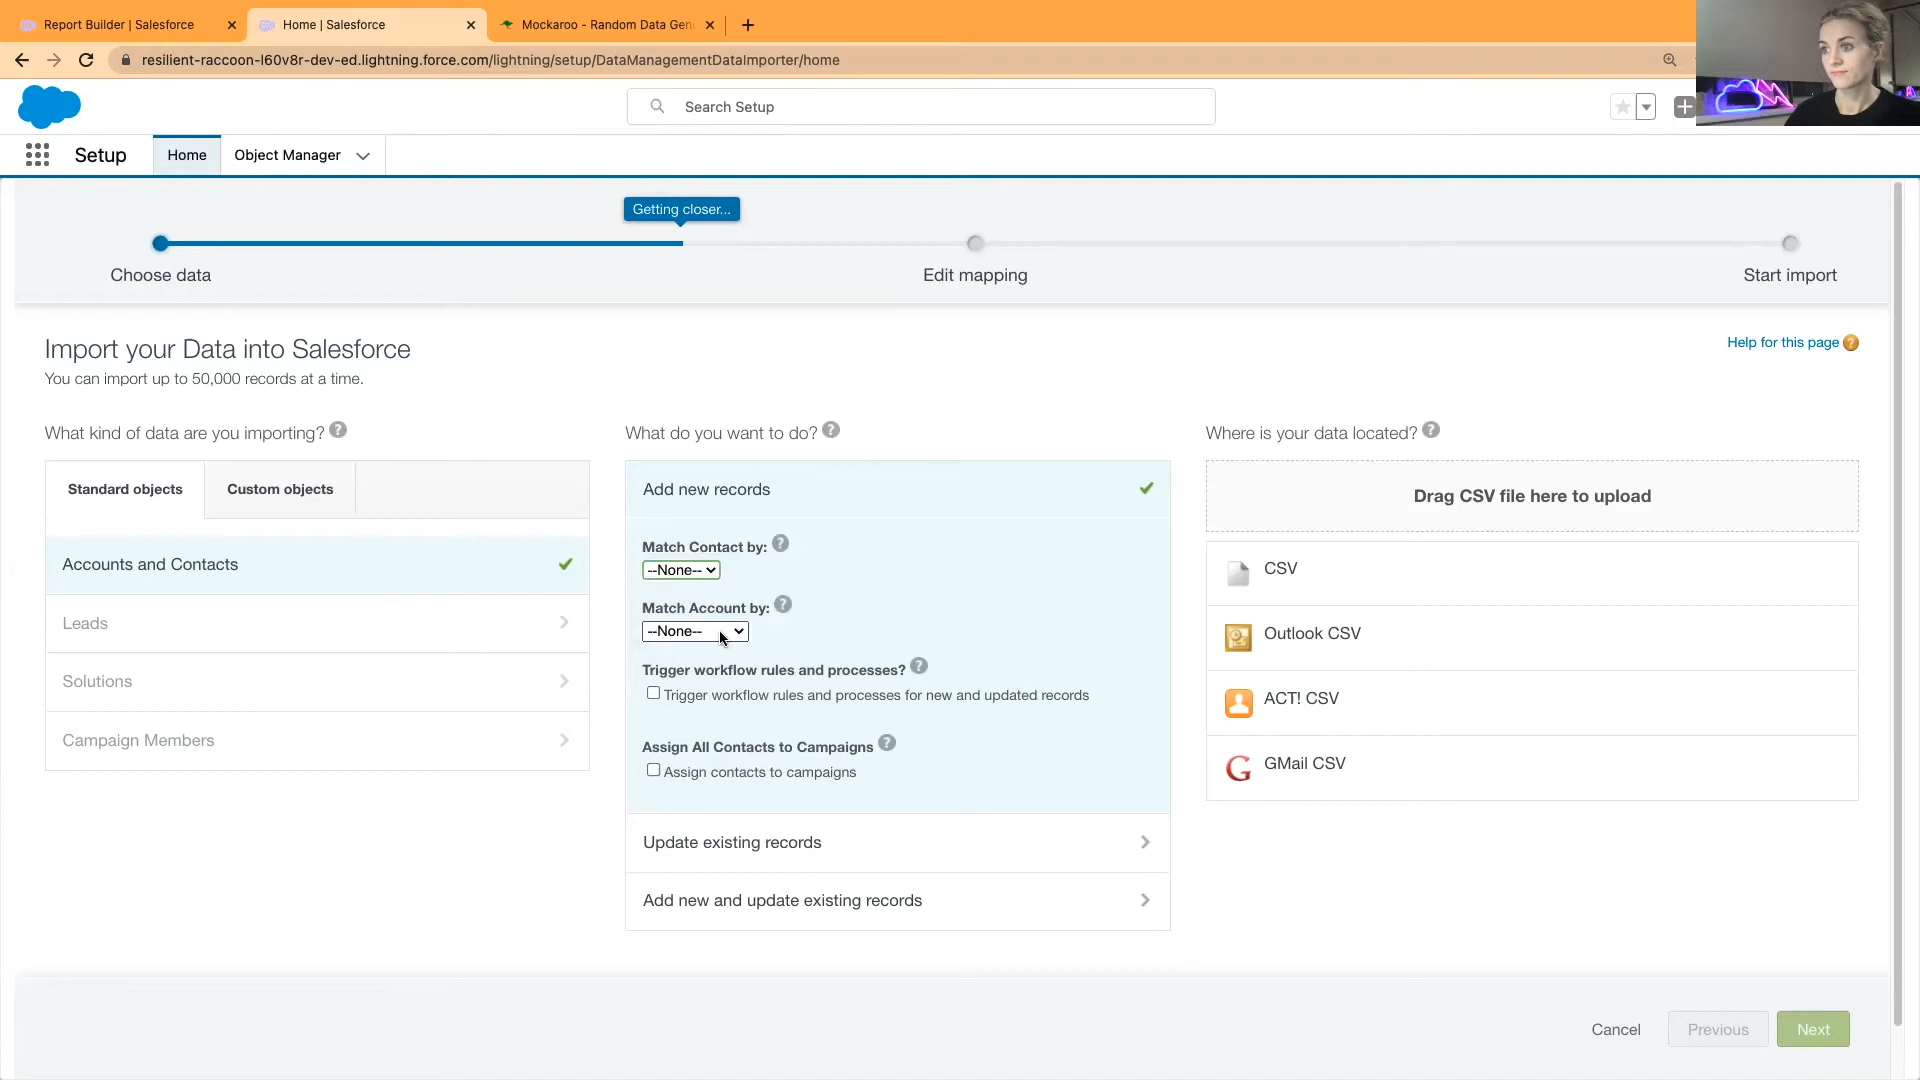 Report Builder | Salesforce
Home | Salesforce
Mockaroo - Random Data Gen
resilient-raccoon-l60v8r-dev-ed.lightning.force.com/lightning/setup/DataManagementDataImporter/home
Search Setup
Setup
Home
Object Manager
Getting closer...
Choose data
Edit mapping
Start import
Import your Data into Salesforce
Help for this page
You can import up to 50,000 records at a time.
What kind of data are you importing?
Standard objects
Custom objects
Accounts and Contacts
Leads
Solutions
Campaign Members
What do you want to do?
Add new records
Match Contact by:
--None--
Match Account by:
--None--
Trigger workflow rules and processes?
Trigger workflow rules and processes for new and updated records
Assign All Contacts to Campaigns
Assign contacts to campaigns
Update existing records
Add new and update existing records
Where is your data located?
Drag CSV file here to upload
CSV
Outlook CSV
ACT! CSV
GMail CSV
Cancel
Previous
Next